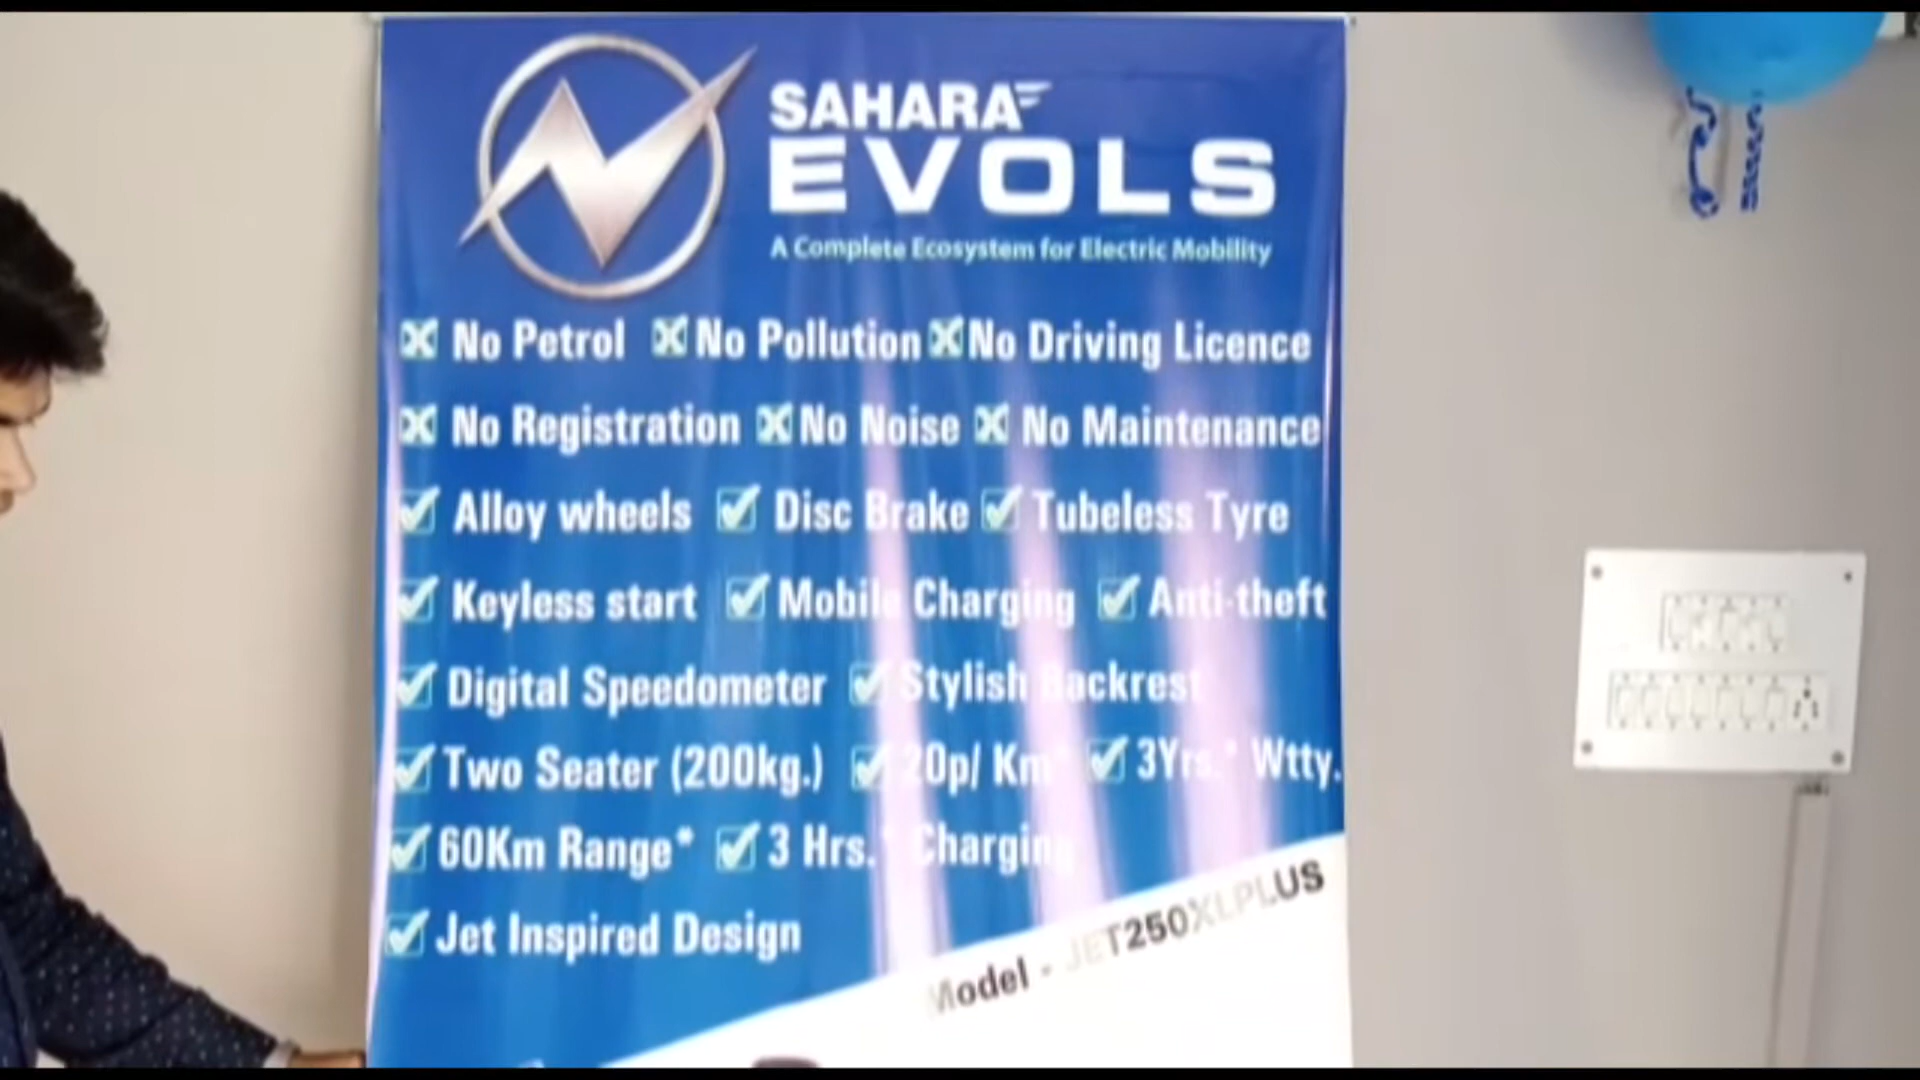 SAHARA
EVOLS
A Complete Ecosystem for Electric Mobility
No Petrol No Pollution No Driving Licence
No Registration No Noise No Maintenance
Alloy wheels Disc Brake Tubeless Tyre
Keyless start Mobile Charging Anti-theft
Digital Speedometer Stylish Backrest
Two Seater (200kg.) 20p/ Km* 3Yrs.* Wtty.
60Km Range* 3 Hrs.* Charging
Jet Inspired Design
Model - JET250XLPLUS